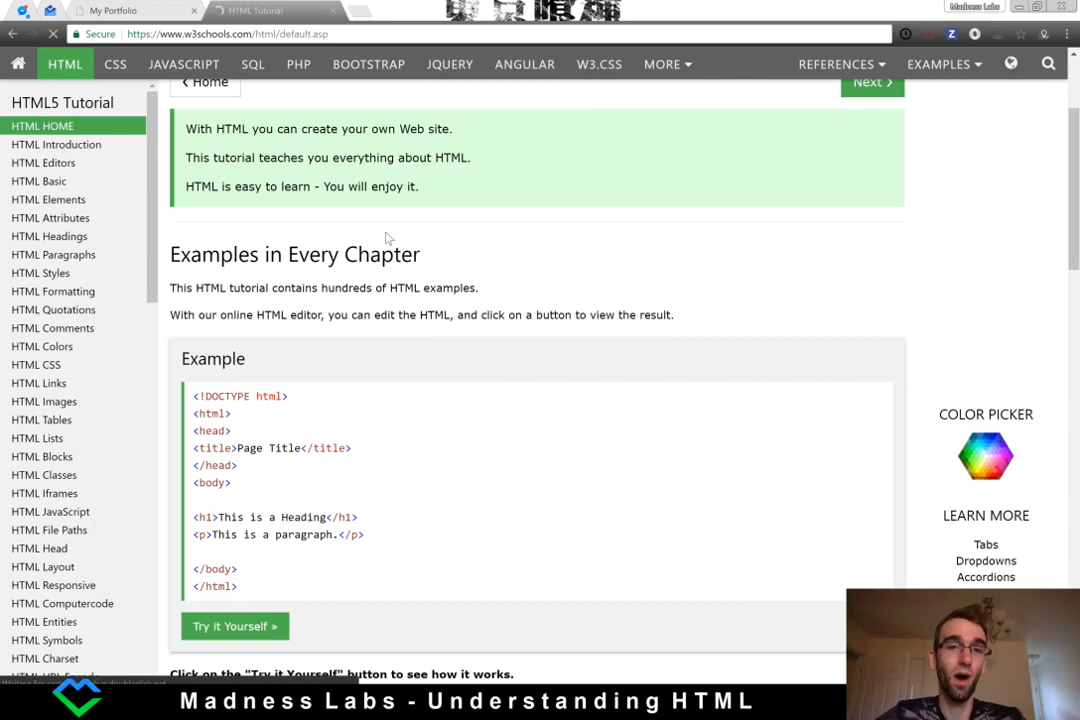 My Portfolio
HTML Tutorial
Madness Labs
Secure
https://www.w3schools.com/html/default.asp
HTML
CSS
JAVASCRIPT
SQL
PHP
BOOTSTRAP
JQUERY
ANGULAR
W3.CSS
MORE
REFERENCES
EXAMPLES
HTML5 Tutorial
HTML HOME
HTML Introduction
HTML Editors
HTML Basic
HTML Elements
HTML Attributes
HTML Headings
HTML Paragraphs
HTML Styles
HTML Formatting
HTML Quotations
HTML Comments
HTML Colors
HTML CSS
HTML Links
HTML Images
HTML Tables
HTML Lists
HTML Blocks
HTML Classes
HTML Iframes
HTML JavaScript
HTML File Paths
HTML Head
HTML Layout
HTML Responsive
HTML Computercode
HTML Entities
HTML Symbols
HTML Charset
❮ Home
Next ❯
With HTML you can create your own Web site.
This tutorial teaches you everything about HTML.
HTML is easy to learn - You will enjoy it.
Examples in Every Chapter
This HTML tutorial contains hundreds of HTML examples.
With our online HTML editor, you can edit the HTML, and click on a button to view the result.
Example
<!DOCTYPE html>
<html>
<head>
<title>Page Title</title>
</head>
<body>
<h1>This is a Heading</h1>
<p>This is a paragraph.</p>
</body>
</html>
Try it Yourself »
Click on the "Try it Yourself" button to see how it works.
COLOR PICKER
LEARN MORE
Tabs
Dropdowns
Accordions
Madness Labs - Understanding HTML